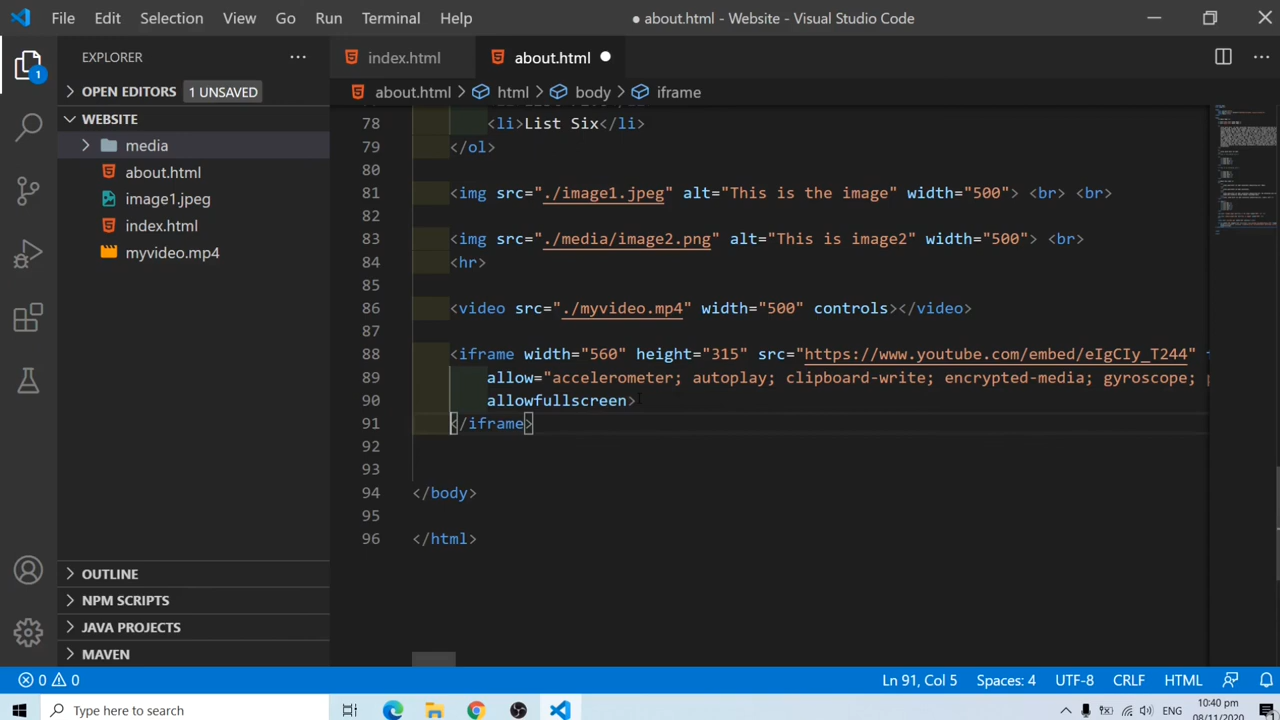 File Edit Selection View Go Run Terminal Help ● about.html - Website - Visual Studio Code
EXPLORER
index.html about.html
OPEN EDITORS 1 UNSAVED
about.html > html > body > iframe
WEBSITE
media
about.html
image1.jpeg
index.html
myvideo.mp4
1
78 <li>List Six</li>
79 </ol>
80
81 <img src="./image1.jpeg" alt="This is the image" width="500"> <br> <br>
82
83 <img src="./media/image2.png" alt="This is image2" width="500"> <br>
84 <hr>
85
86 <video src="./myvideo.mp4" width="500" controls></video>
87
88 <iframe width="560" height="315" src="https://www.youtube.com/embed/eIgCIy_T244"
89 allow="accelerometer; autoplay; clipboard-write; encrypted-media; gyroscope;
90 allowfullscreen>
91 </iframe>
92
93
94 </body>
95
96 </html>
OUTLINE
NPM SCRIPTS
JAVA PROJECTS
MAVEN
0 0 Ln 91, Col 5 Spaces: 4 UTF-8 CRLF HTML
Type here to search
ENG 10:40 pm
08/11/2020